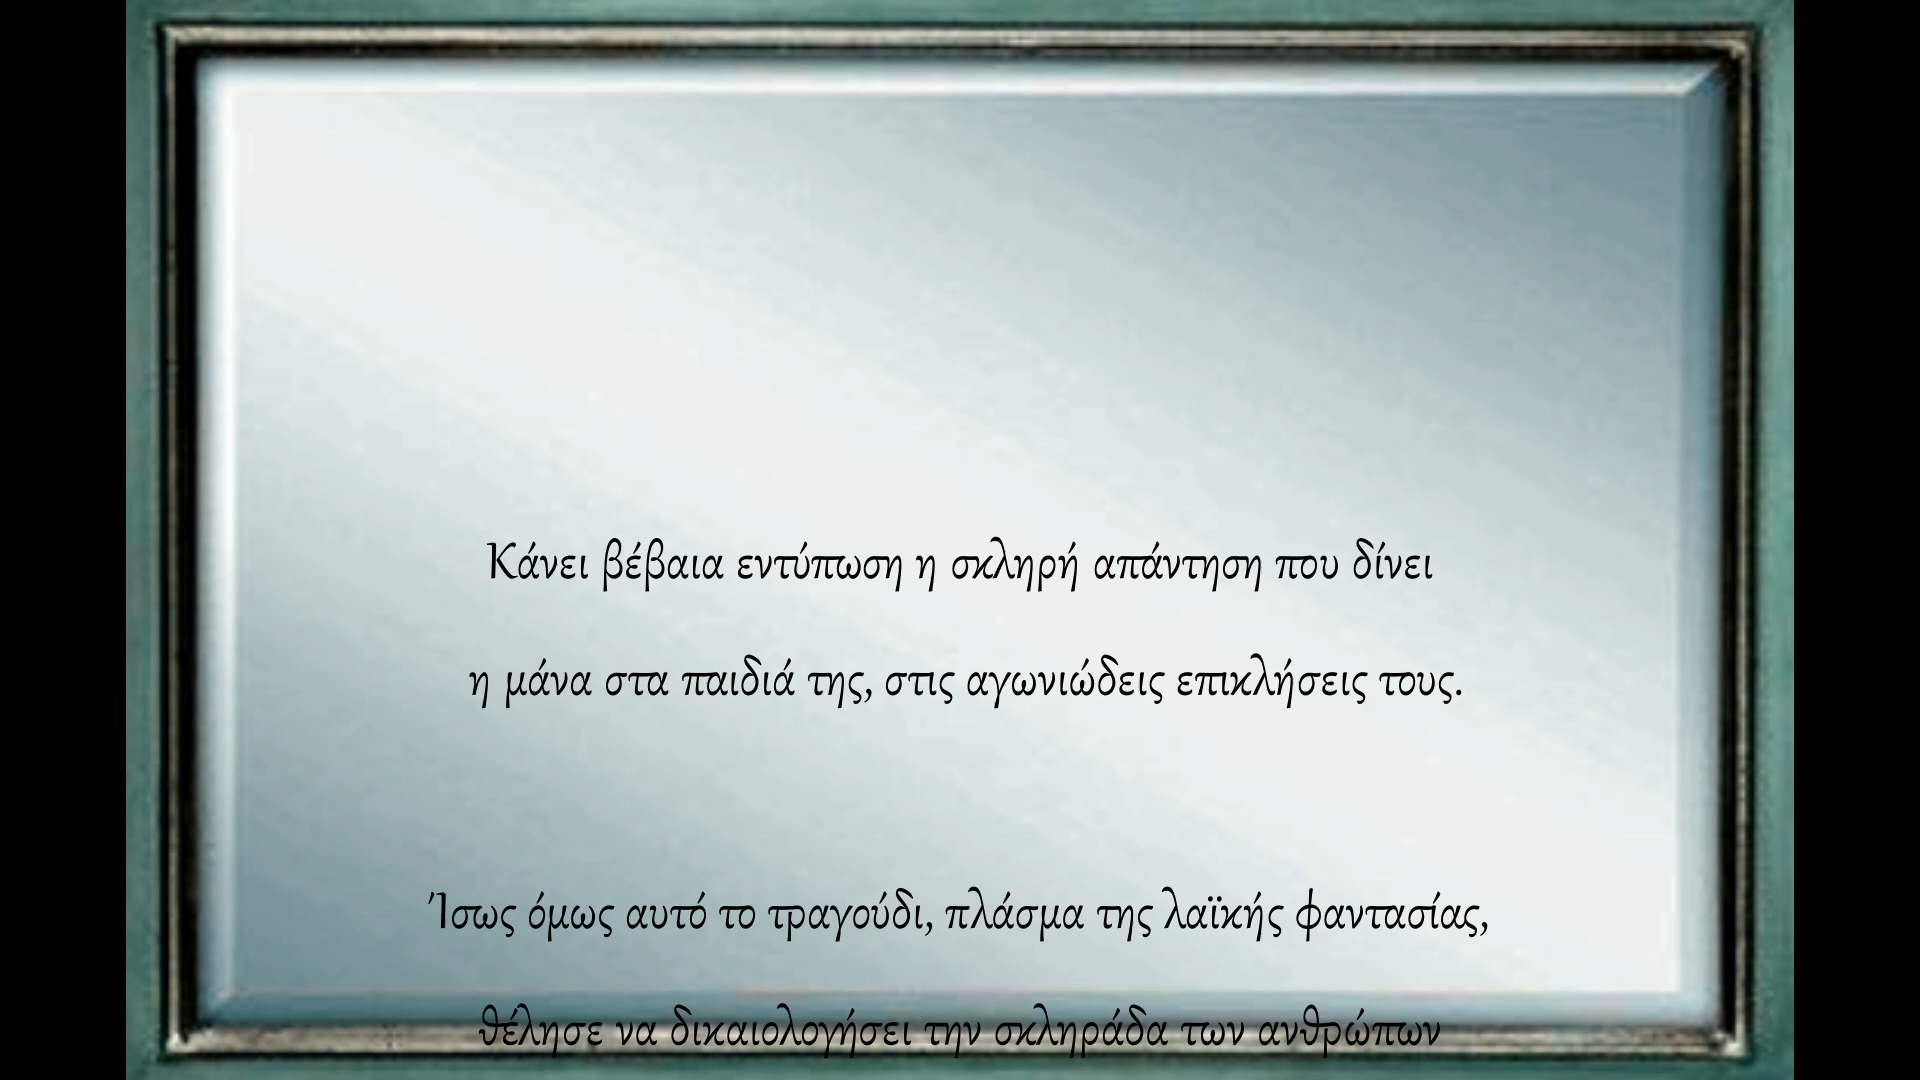 Κάνει βέβαια εντύπωση η σκληρή απάντηση που δίνει
η μάνα στα παιδιά της, στις αγωνιώδεις επικλήσεις τους.
Ίσως όμως αυτό το τραγούδι, πλάσμα της λαϊκής φαντασίας,
θέλησε να δικαιολογήσει την σκληράδα των ανθρώπων